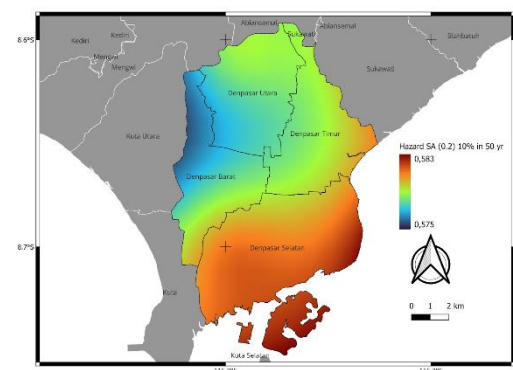 Abiansemal
Abiansemal
Kediri
Kediri
Sukawati
8.6°S
Blahbatuh
Mengwi
Mengwi
Sukawati
Denpasar Utara
Kuta Utara
Denpasar Timur
Hazard SA (0.2) 10% in 50 yr
0,583
Denpasar Barat
0,575
8.7°S
Denpasar Selatan
Kuta
0 1 2 km
Kuta Selatan